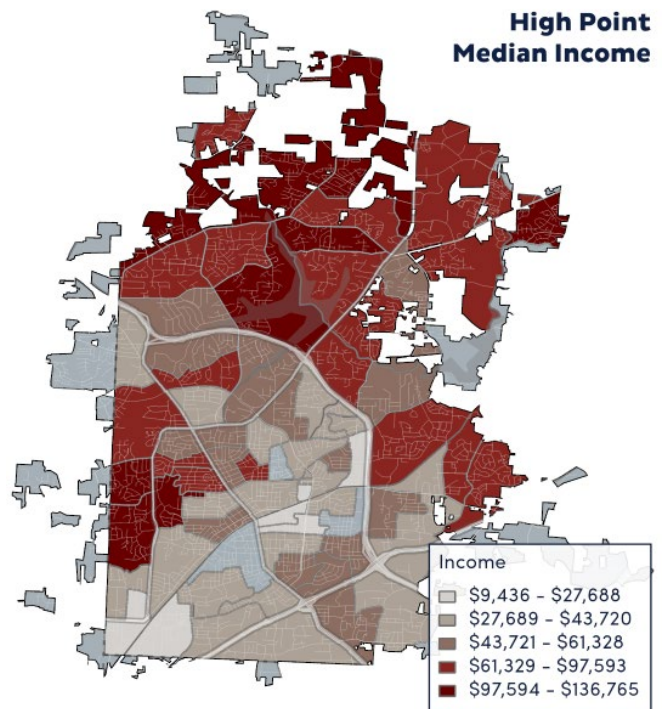 High Point
Median Income
Income
$9,436 – $27,688
$27,689 – $43,720
$43,721 – $61,328
$61,329 – $97,593
$97,594 – $136,765